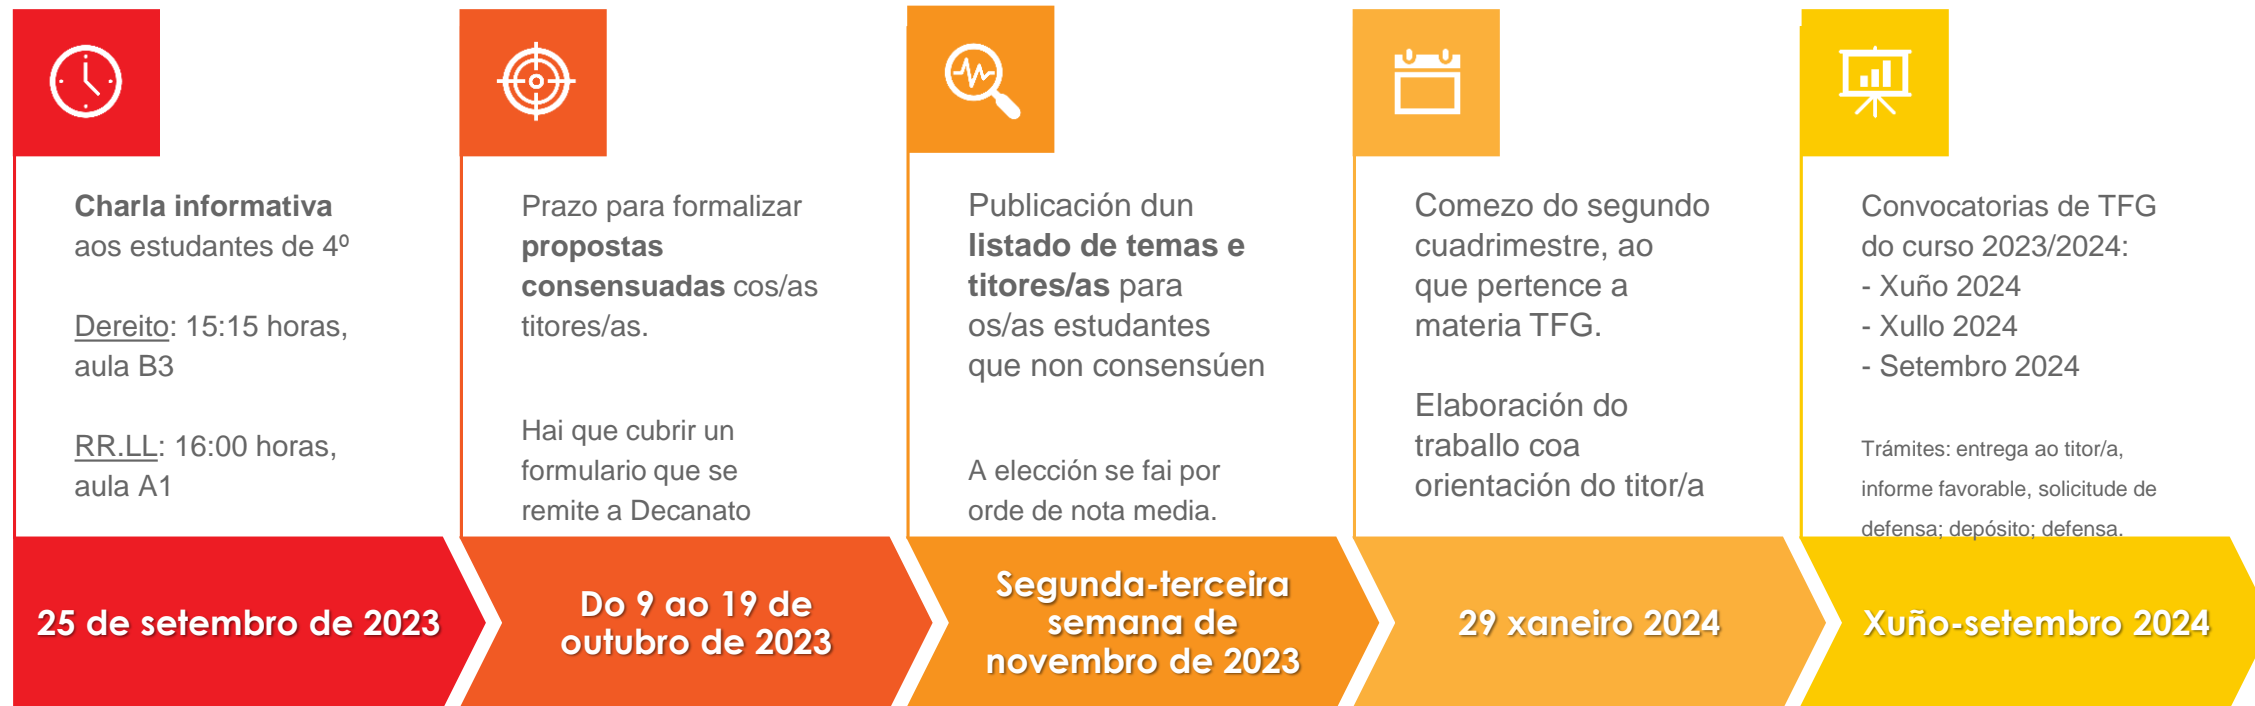 Charla informativa
aos estudantes de 4º
Dereito: 15:15 horas,
aula B3
RR.LL: 16:00 horas,
aula A1
25 de setembro de 2023
Prazo para formalizar
propostas
consensuadas cos/as
titores/as.
Hai que cubrir un
formulario que se
remite a Decanato
Do 9 ao 19 de
outubro de 2023
Publicación dun
listado de temas e
titores/as para
os/as estudantes
que non consensúen
A elección se fai por
orde de nota media.
Segunda-terceira
semana de
novembro de 2023
Comezo do segundo
cuadrimestre, ao
que pertence a
materia TFG.
Elaboración do
traballo coa
orientación do titor/a
29 xaneiro 2024
Convocatorias de TFG
do curso 2023/2024:
- Xuño 2024
- Xullo 2024
- Setembro 2024
Trámites: entrega ao titor/a,
informe favorable, solicitude de
defensa; depósito; defensa.
Xuño-setembro 2024